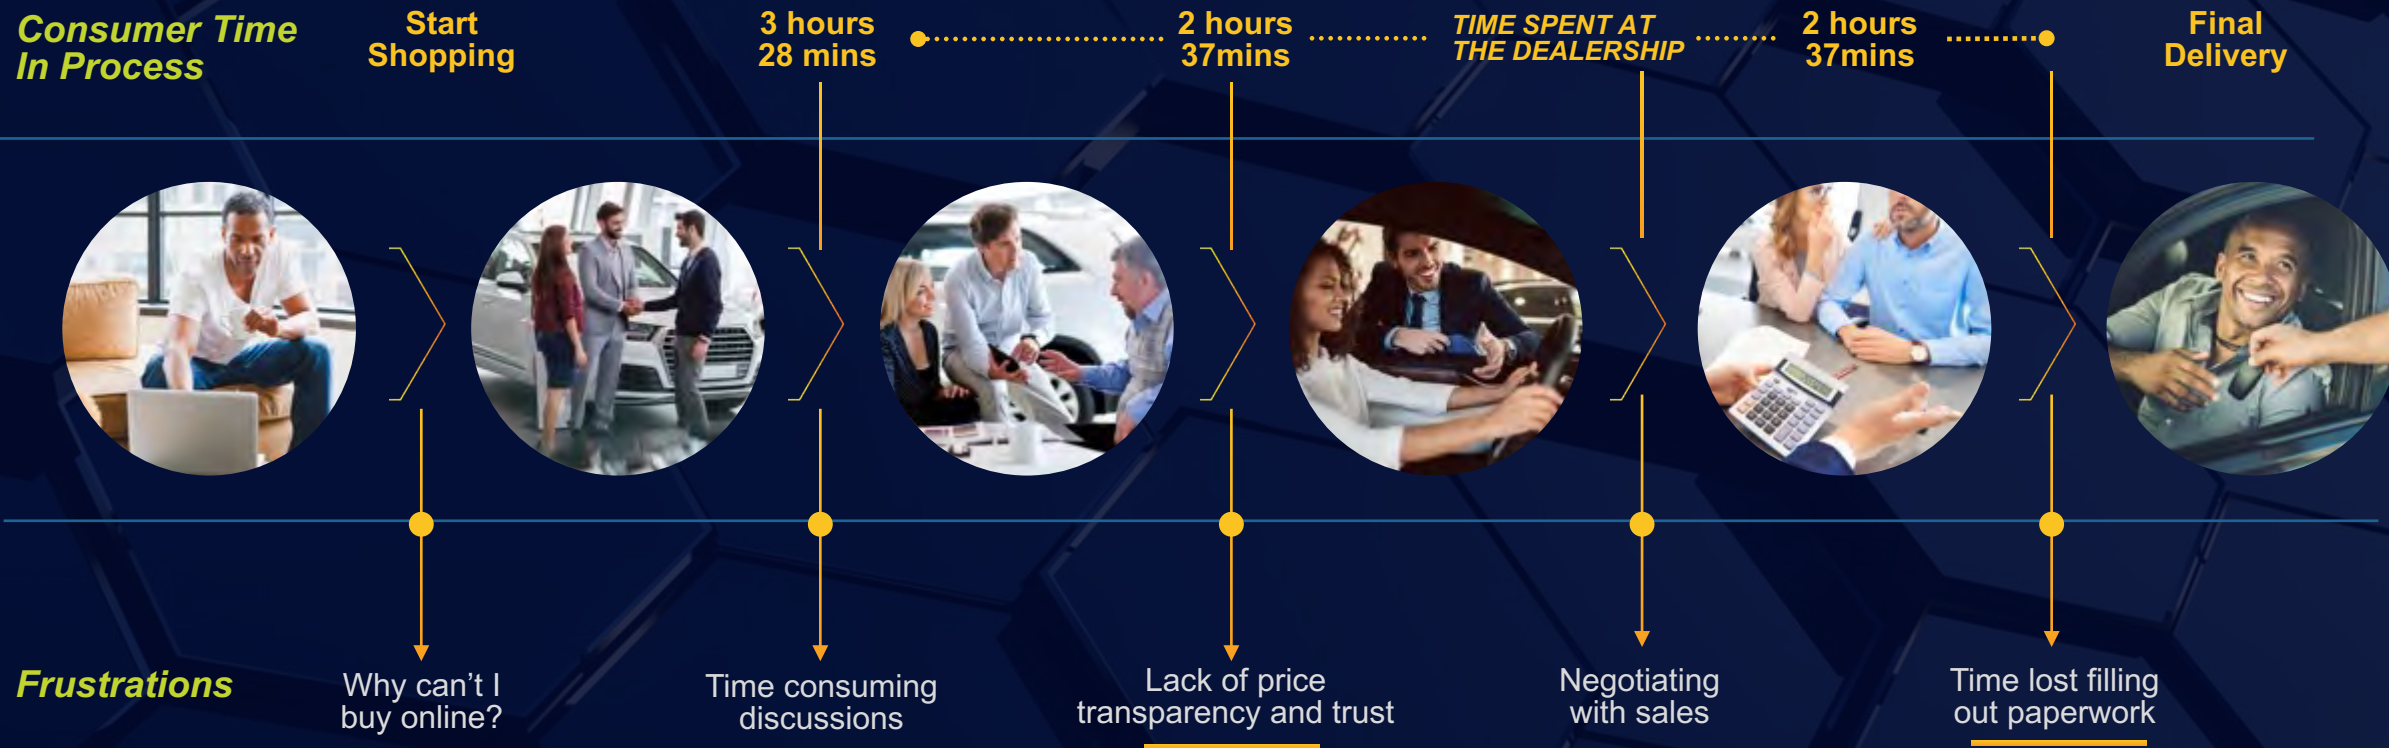 Consumer Time
In Process
Start
Shopping
3 hours
28 mins
2 hours
37mins
TIME SPENT AT
THE DEALERSHIP
2 hours
37mins
Final
Delivery
Frustrations
Why can’t I
buy online?
Time consuming
discussions
Lack of price
transparency and trust
Negotiating
with sales
Time lost filling
out paperwork